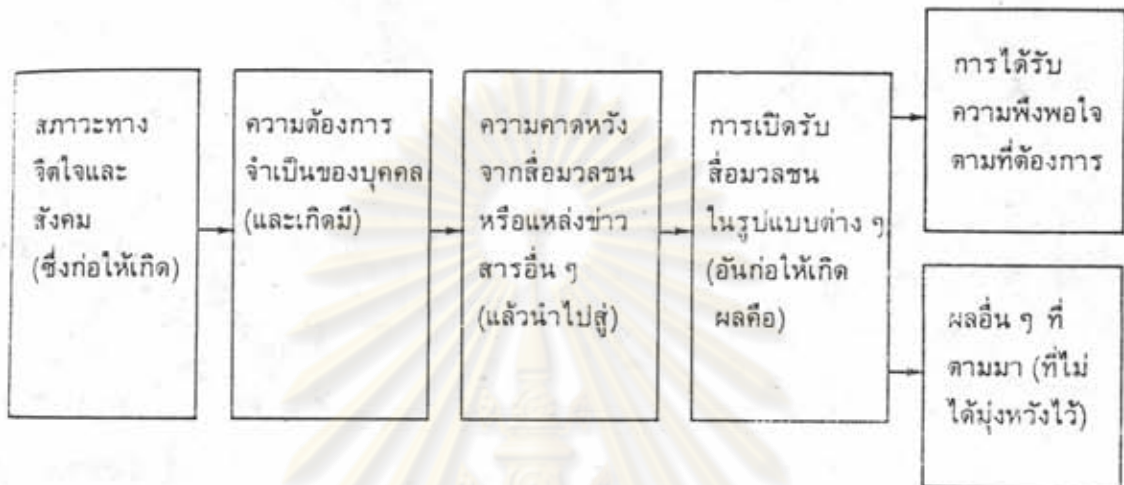 สภาวะทาง
จิตใจและ
สังคม
(ซึ่งก่อให้เกิด)
ความต้องการ
จำเป็นของบุคคล
(และเกิดมี)
ความคาดหวัง
จากสื่อมวลชน
หรือแหล่งข่าว
สารอื่น ๆ
(แล้วนำไปสู่)
การเปิดรับ
สื่อมวลชน
ในรูปแบบต่าง ๆ
(อันก่อให้เกิด
ผลคือ)
การได้รับ
ความพึงพอใจ
ตามที่ต้องการ
ผลอื่น ๆ ที่
ตามมา (ที่ไม่
ได้มุ่งหวังไว้)